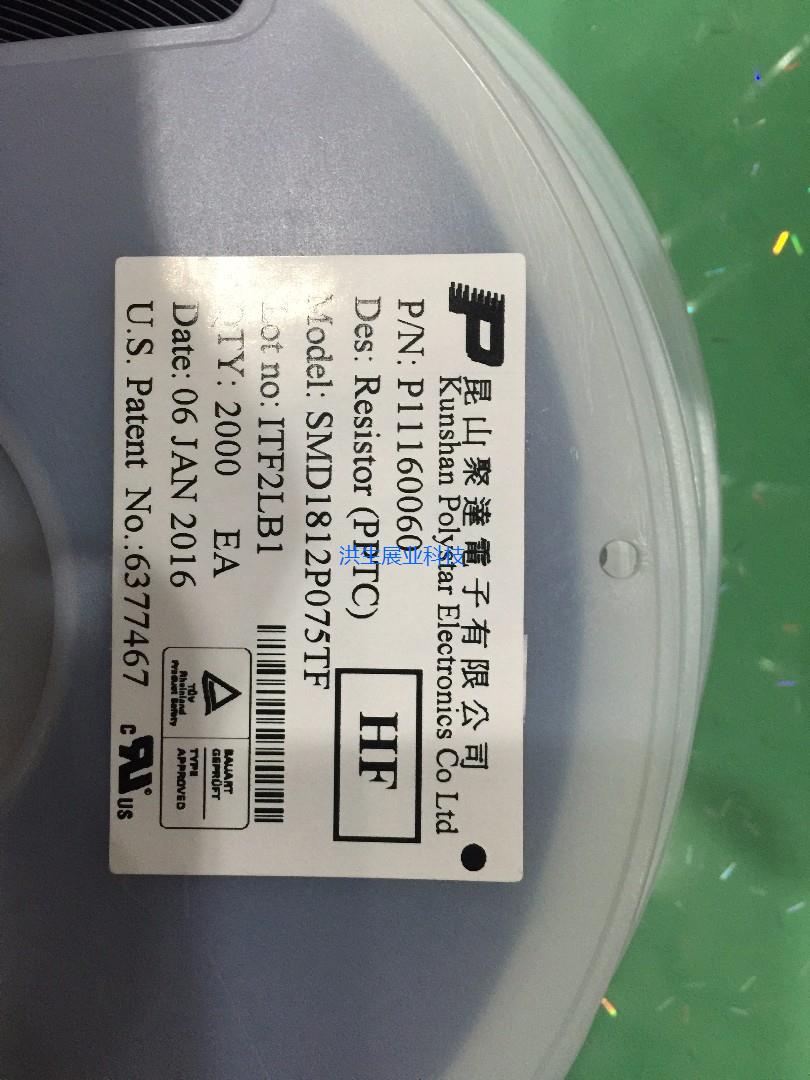 昆山聚達電子有限公司
Kunshan Polystar Electronics Co Ltd
P/N: P11160060
Des: Resistor (PPTC)
HF
Model: SMD1812P075TF
Lot no: ITF2LB1
QTY: 2000 EA
Date: 06 JAN 2016
U.S. Patent No.:6377467
TÜV
Rheinland
Product Safety
BAUART
GEPRÜFT
TYPE
APPROVED
c RU US
洪生展业科技